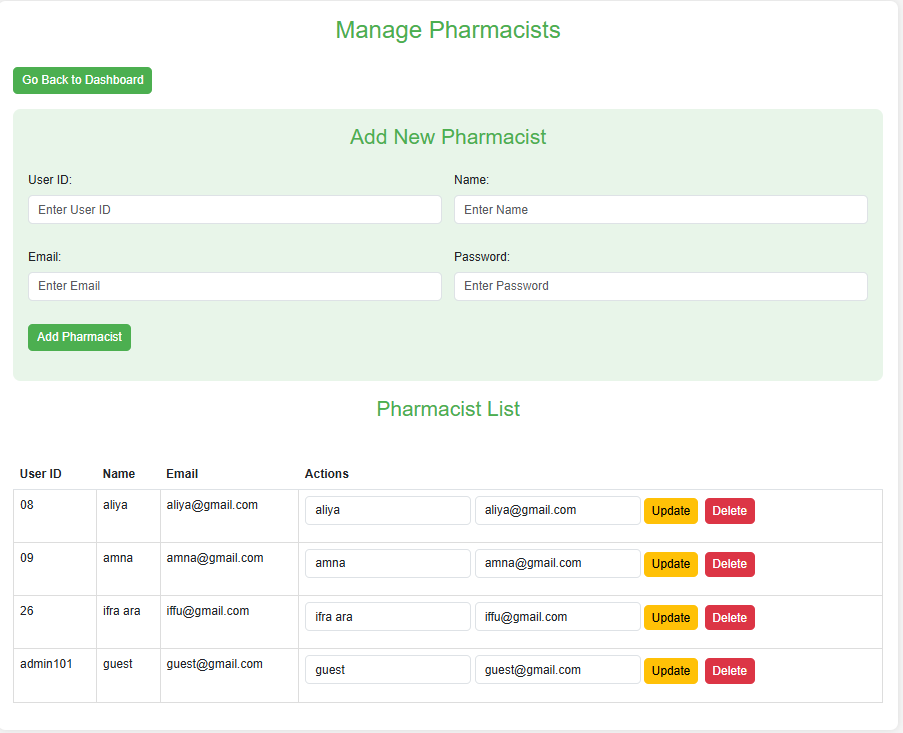 Manage Pharmacists
Go Back to Dashboard
Add New Pharmacist
User ID: Name:
Enter User ID Enter Name
Email: Password:
Enter Email Enter Password
Add Pharmacist
Pharmacist List
User ID Name Email Actions
08 aliya aliya@gmail.com aliya aliya@gmail.com Update Delete
09 amna amna@gmail.com amna amna@gmail.com Update Delete
26 ifra ara iffu@gmail.com ifra ara iffu@gmail.com Update Delete
admin101 guest guest@gmail.com guest guest@gmail.com Update Delete